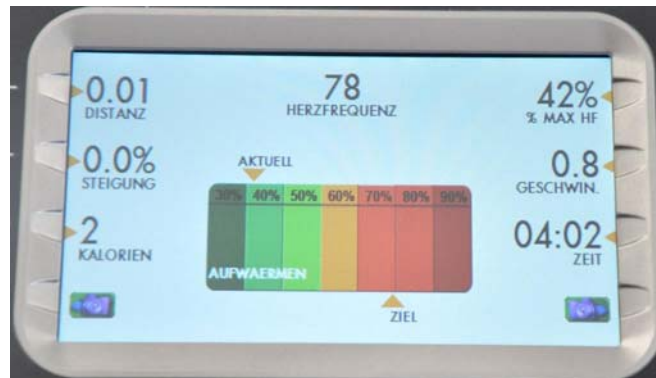 0.01
DISTANZ
78
HERZFREQUENZ
42%
% MAX HF
0.0%
STEIGUNG
AKTUELL
0.8
GESCHWIN.
30% 40% 50% 60% 70% 80% 90%
2
KALORIEN
AUFWAERMEN
04:02
ZEIT
ZIEL